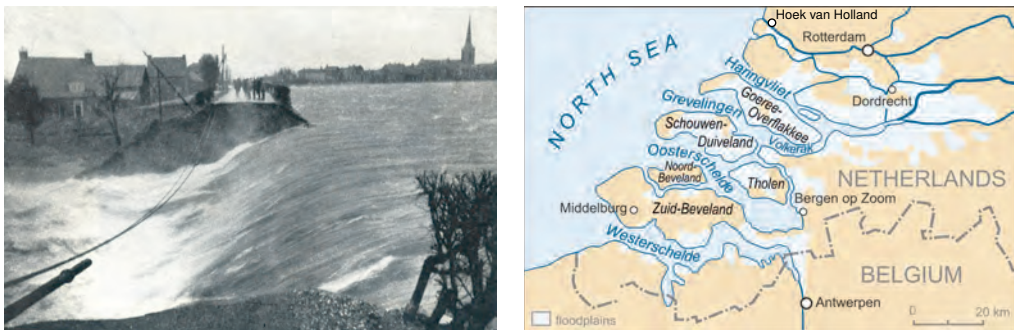 Hoek van Holland
Rotterdam
NORTH SEA
Haringvliet
Dordrecht
Goeree-
Overflakkee
Grevelingen
Schouwen-
Duiveland
Volkerak
Oosterschelde
Noord-
Beveland
Tholen
NETHERLANDS
Bergen op Zoom
Middelburg
Zuid-Beveland
Westerschelde
BELGIUM
Antwerpen
floodplains
0 20 km